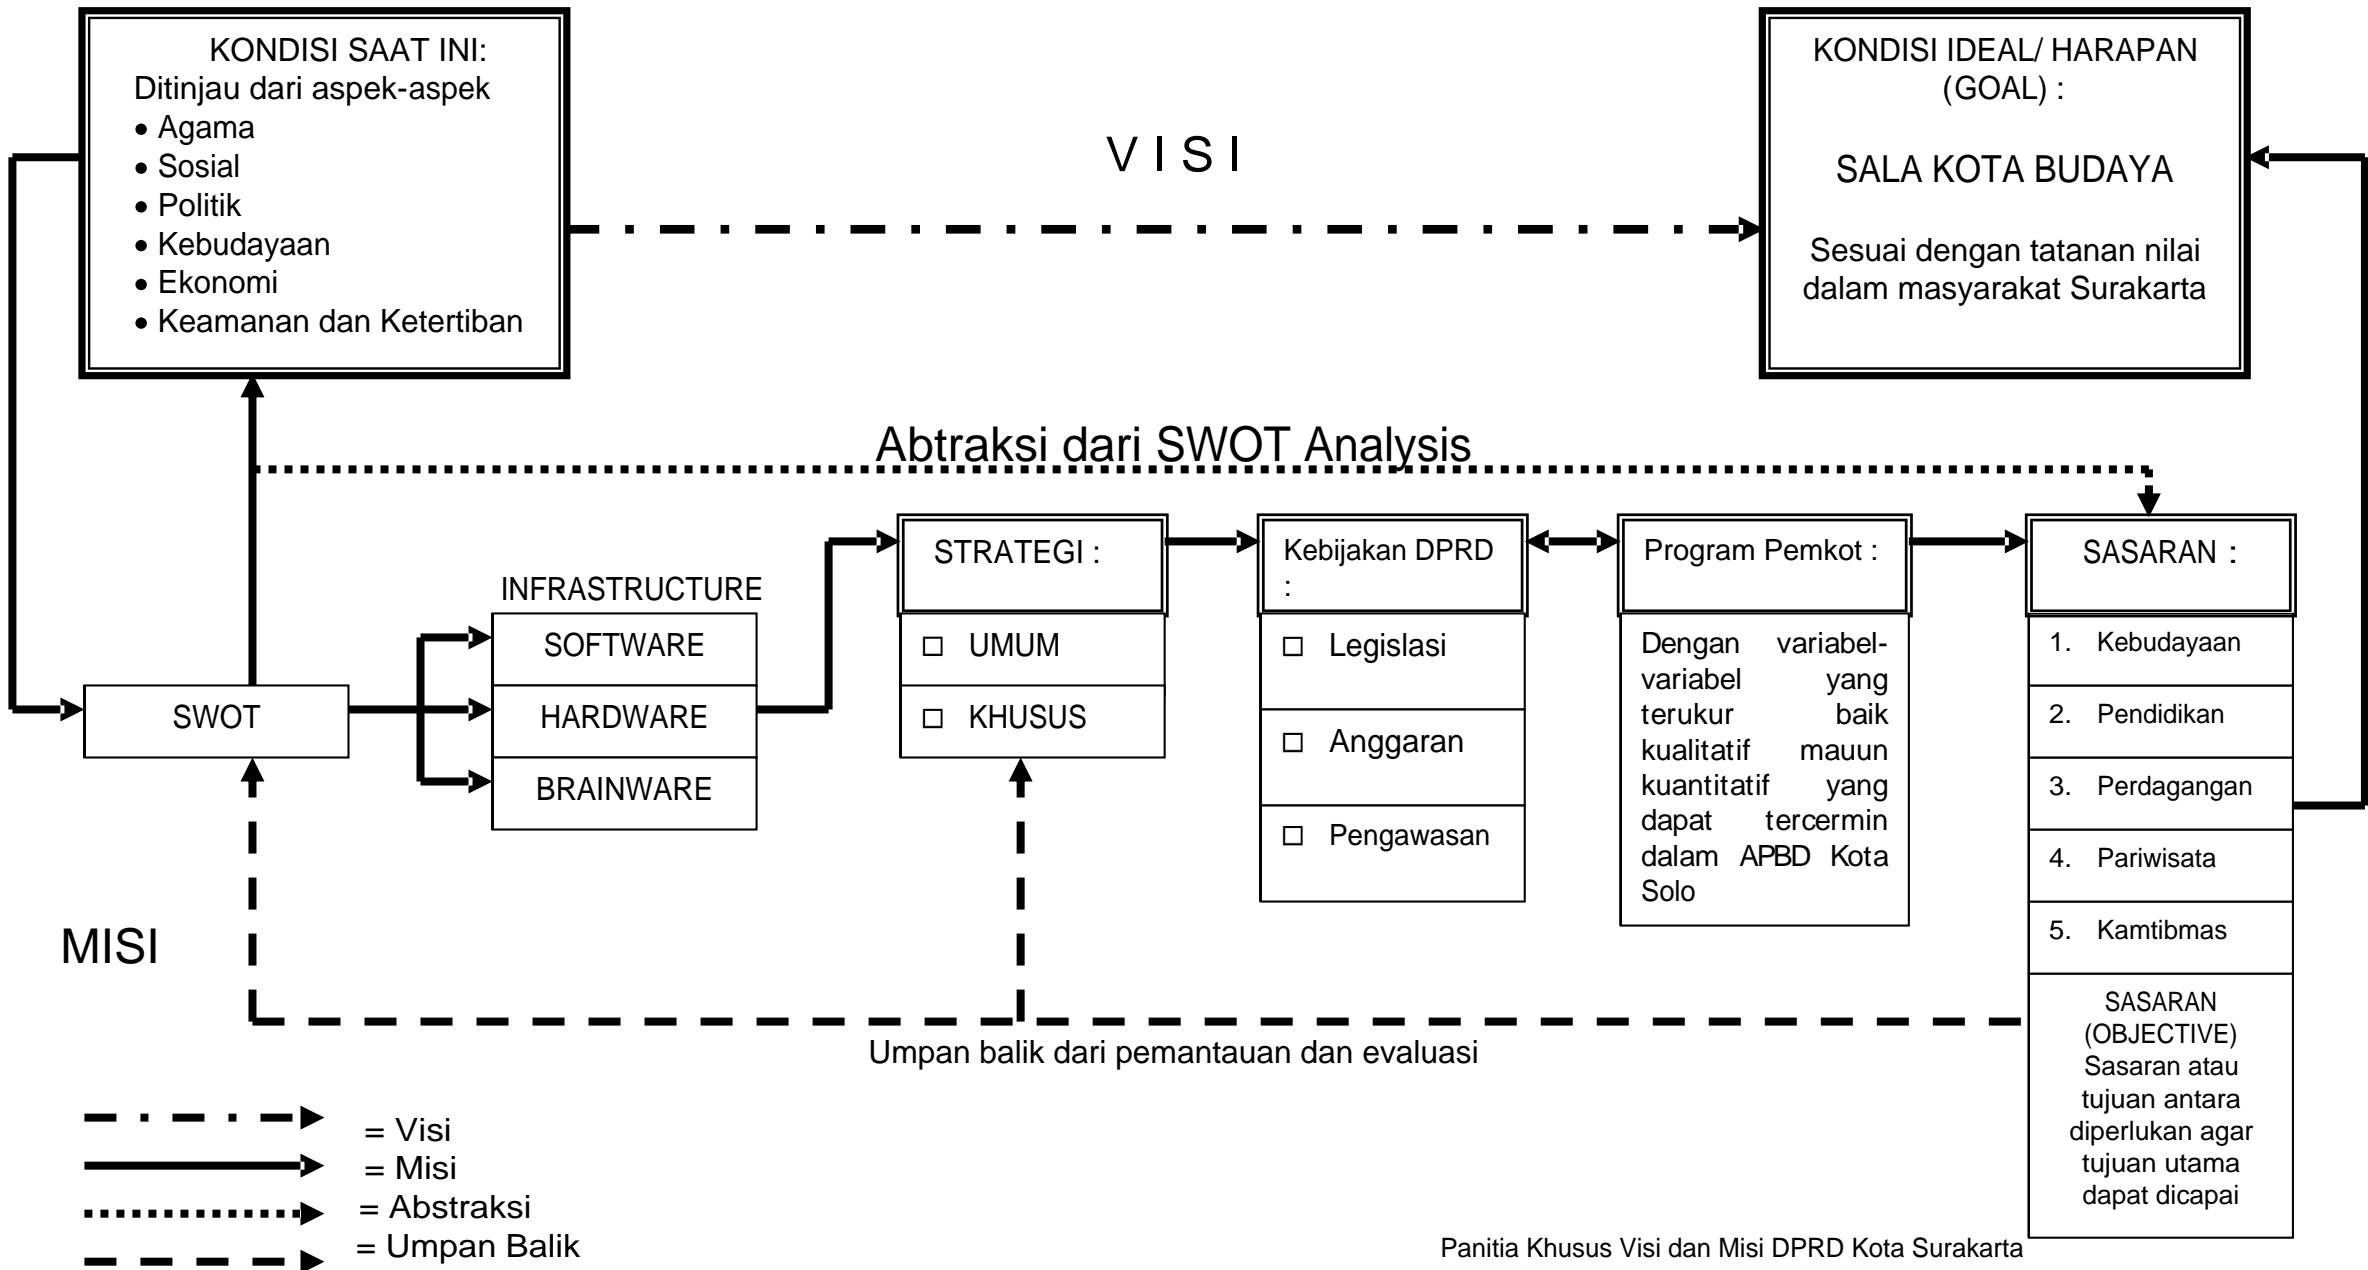 KONDISI SAAT INI:
Ditinjau dari aspek-aspek
• Agama
• Sosial
• Politik
• Kebudayaan
• Ekonomi
• Keamanan dan Ketertiban
V I S I
KONDISI IDEAL/ HARAPAN
(GOAL) :
SALA KOTA BUDAYA
Sesuai dengan tatanan nilai
dalam masyarakat Surakarta
Abtraksi dari SWOT Analysis
SWOT
INFRASTRUCTURE
SOFTWARE
HARDWARE
BRAINWARE
STRATEGI :
□ UMUM
□ KHUSUS
Kebijakan DPRD
:
□ Legislasi
□ Anggaran
□ Pengawasan
Program Pemkot :
Dengan variabel-
variabel yang
terukur baik
kualitatif mauun
kuantitatif yang
dapat tercermin
dalam APBD Kota
Solo
SASARAN :
1. Kebudayaan
2. Pendidikan
3. Perdagangan
4. Pariwisata
5. Kamtibmas
SASARAN
(OBJECTIVE)
Sasaran atau
tujuan antara
diperlukan agar
tujuan utama
dapat dicapai
MISI
Umpan balik dari pemantauan dan evaluasi
= Visi
= Misi
= Abstraksi
= Umpan Balik
Panitia Khusus Visi dan Misi DPRD Kota Surakarta